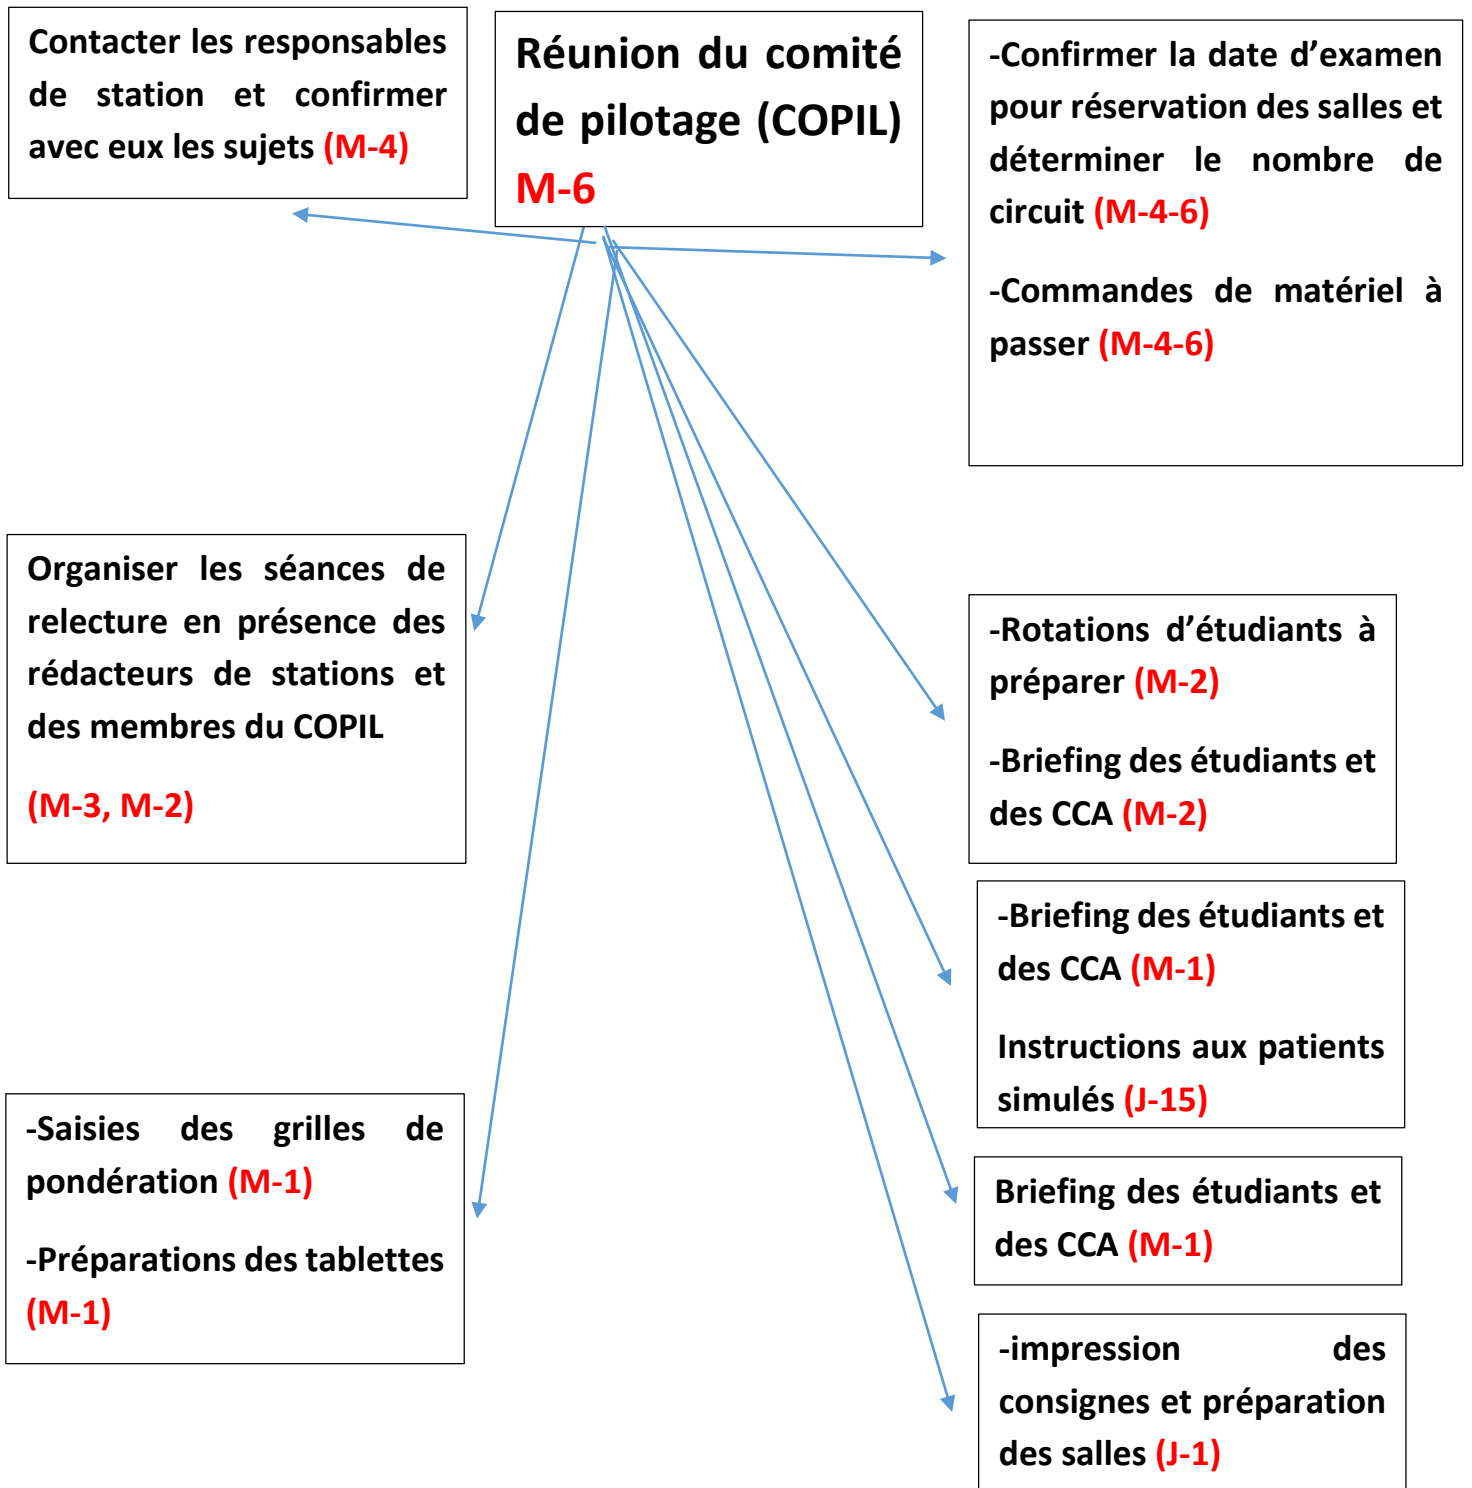 Contacter les responsables
de station et confirmer
avec eux les sujets (M-4)
Réunion du comité
de pilotage (COPIL)
M-6
-Confirmer la date d’examen
pour réservation des salles et
déterminer le nombre de
circuit (M-4-6)
-Commandes de matériel à
passer (M-4-6)
Organiser les séances de
relecture en présence des
rédacteurs de stations et
des membres du COPIL
(M-3, M-2)
-Rotations d’étudiants à
préparer (M-2)
-Briefing des étudiants et
des CCA (M-2)
-Briefing des étudiants et
des CCA (M-1)
Instructions aux patients
simulés (J-15)
-Saisies des grilles de
pondération (M-1)
-Préparations des tablettes
(M-1)
Briefing des étudiants et
des CCA (M-1)
-impression des
consignes et préparation
des salles (J-1)